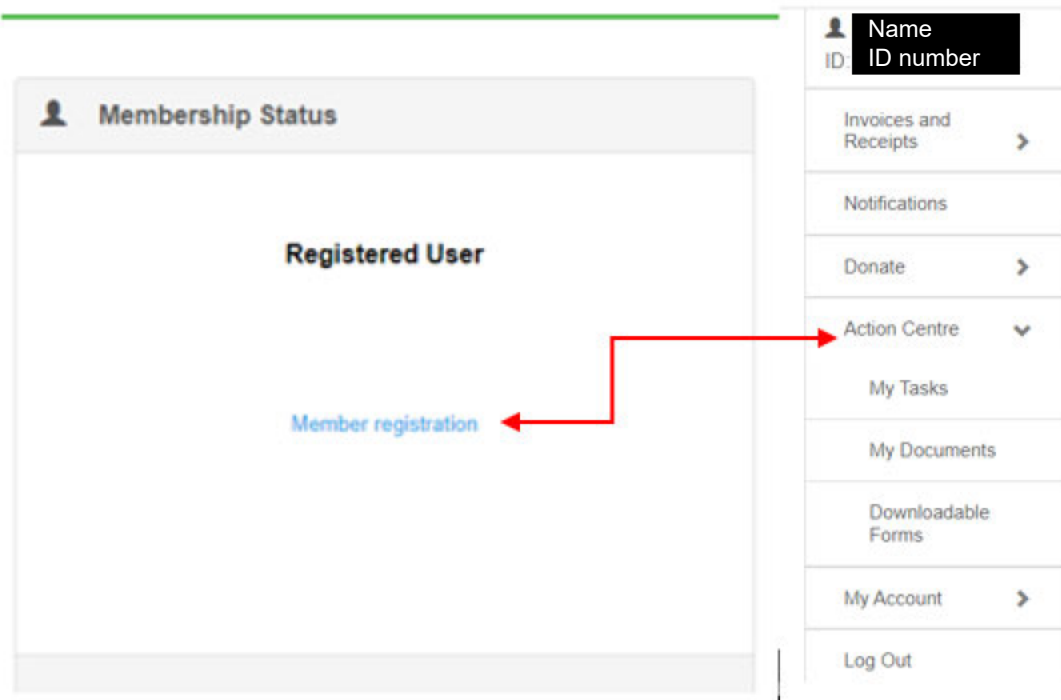 Membership Status
Registered User
Member registration
Name
ID: ID number
Invoices and
Receipts
Notifications
Donate
Action Centre
My Tasks
My Documents
Downloadable
Forms
My Account
Log Out